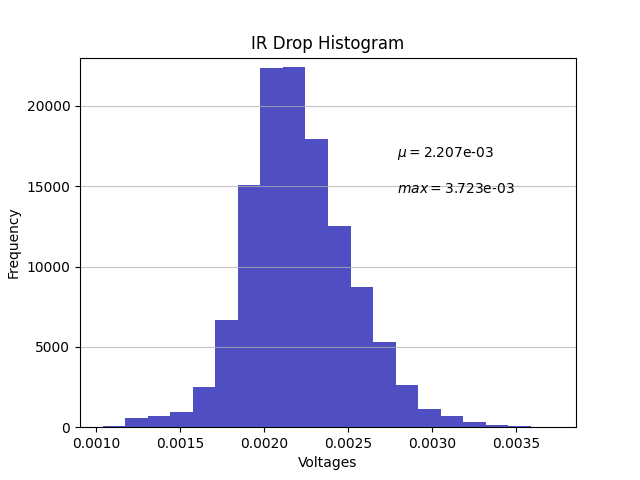 IR Drop Histogram
20000
15000
10000
5000
0
Frequency
μ = 2.207e-03
max = 3.723e-03
0.0010 0.0015 0.0020 0.0025 0.0030 0.0035
Voltages